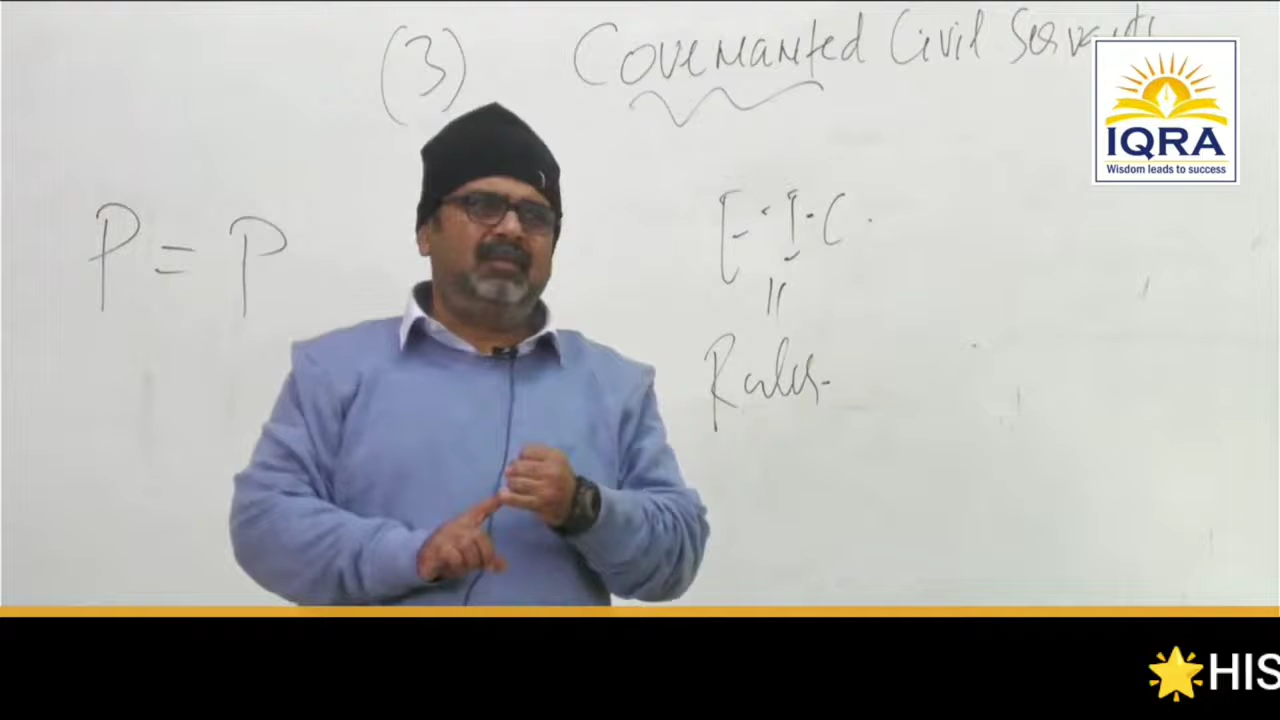 (3) Covenanted Civil Servants
IQRA
Wisdom leads to success
P = P
E.I.C.
Rules
HIS